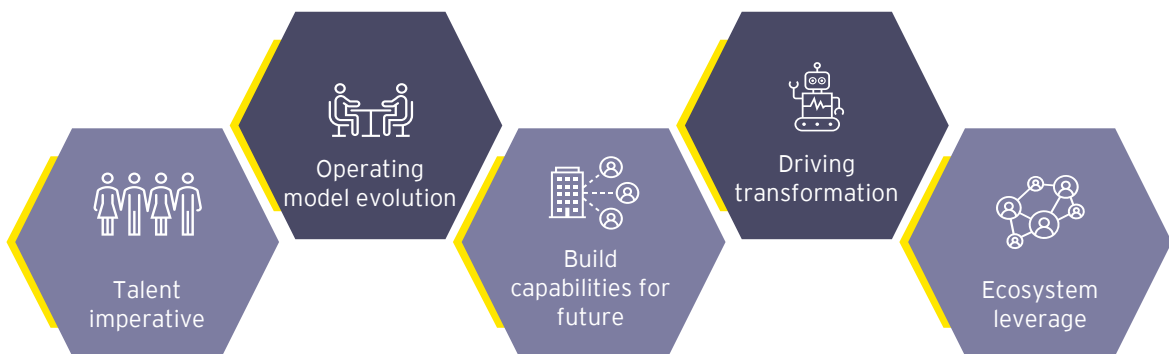 Talent
imperative
Operating
model evolution
Build
capabilities for
future
Driving
transformation
Ecosystem
leverage